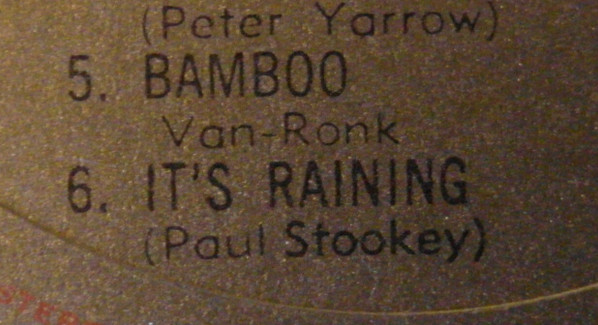 (Peter Yarrow)
5. BAMBOO
Van-Ronk
6. IT'S RAINING
(Paul Stookey)